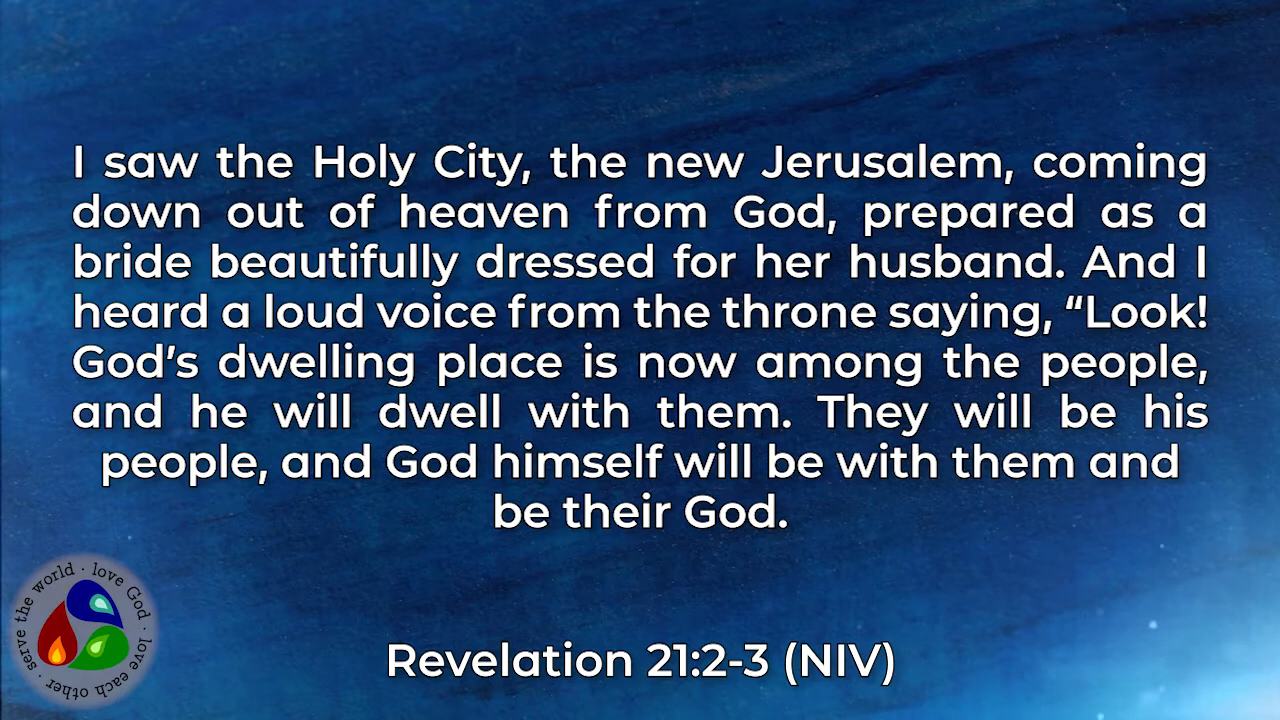 I saw the Holy City, the new Jerusalem, coming
down out of heaven from God, prepared as a
bride beautifully dressed for her husband. And I
heard a loud voice from the throne saying, “Look!
God’s dwelling place is now among the people,
and he will dwell with them. They will be his
people, and God himself will be with them and
be their God.
serve the world · love God · love each other ·
Revelation 21:2-3 (NIV)